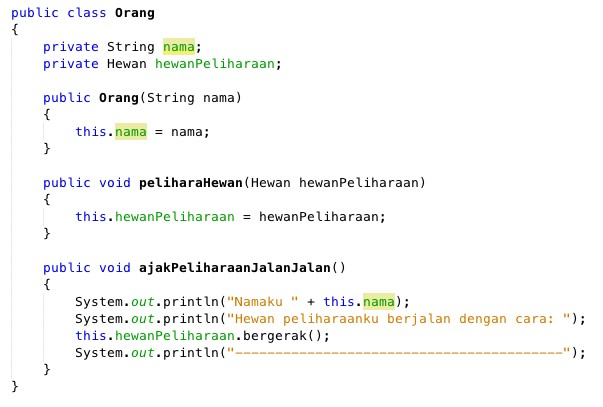 public class Orang
{
    private String nama;
    private Hewan hewanPeliharaan;

    public Orang(String nama)
    {
        this.nama = nama;
    }

    public void peliharaHewan(Hewan hewanPeliharaan)
    {
        this.hewanPeliharaan = hewanPeliharaan;
    }

    public void ajakPeliharaanJalanJalan()
    {
        System.out.println("Namaku " + this.nama);
        System.out.println("Hewan peliharaanku berjalan dengan cara: ");
        this.hewanPeliharaan.bergerak();
        System.out.println("-----------------------------------------");
    }
}